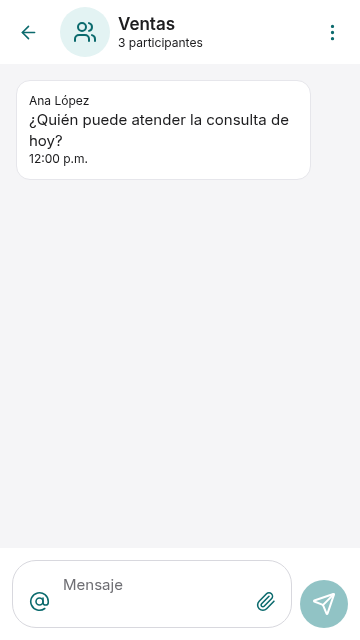 Ventas
3 participantes
Ana López
¿Quién puede atender la consulta de
hoy?
12:00 p.m.
Mensaje